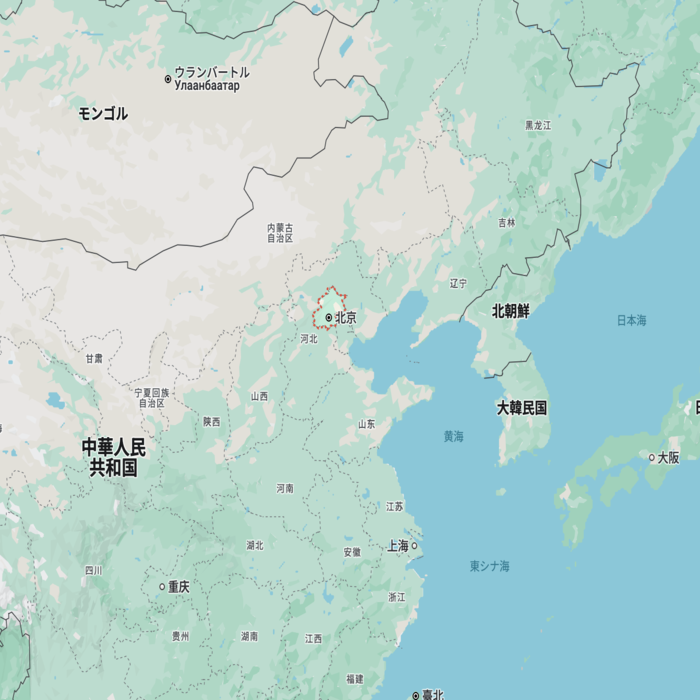 ウランバートル
Улаанбаатар
モンゴル
黑龙江
内蒙古
自治区
吉林
辽宁
北京
北朝鮮
日本海
河北
甘肃
宁夏回族
自治区
山西
陕西
山东
大韓民国
黄海
中華人民
共和国
大阪
河南
江苏
上海
湖北
安徽
東シナ海
四川
重庆
浙江
贵州
湖南
江西
福建
臺北